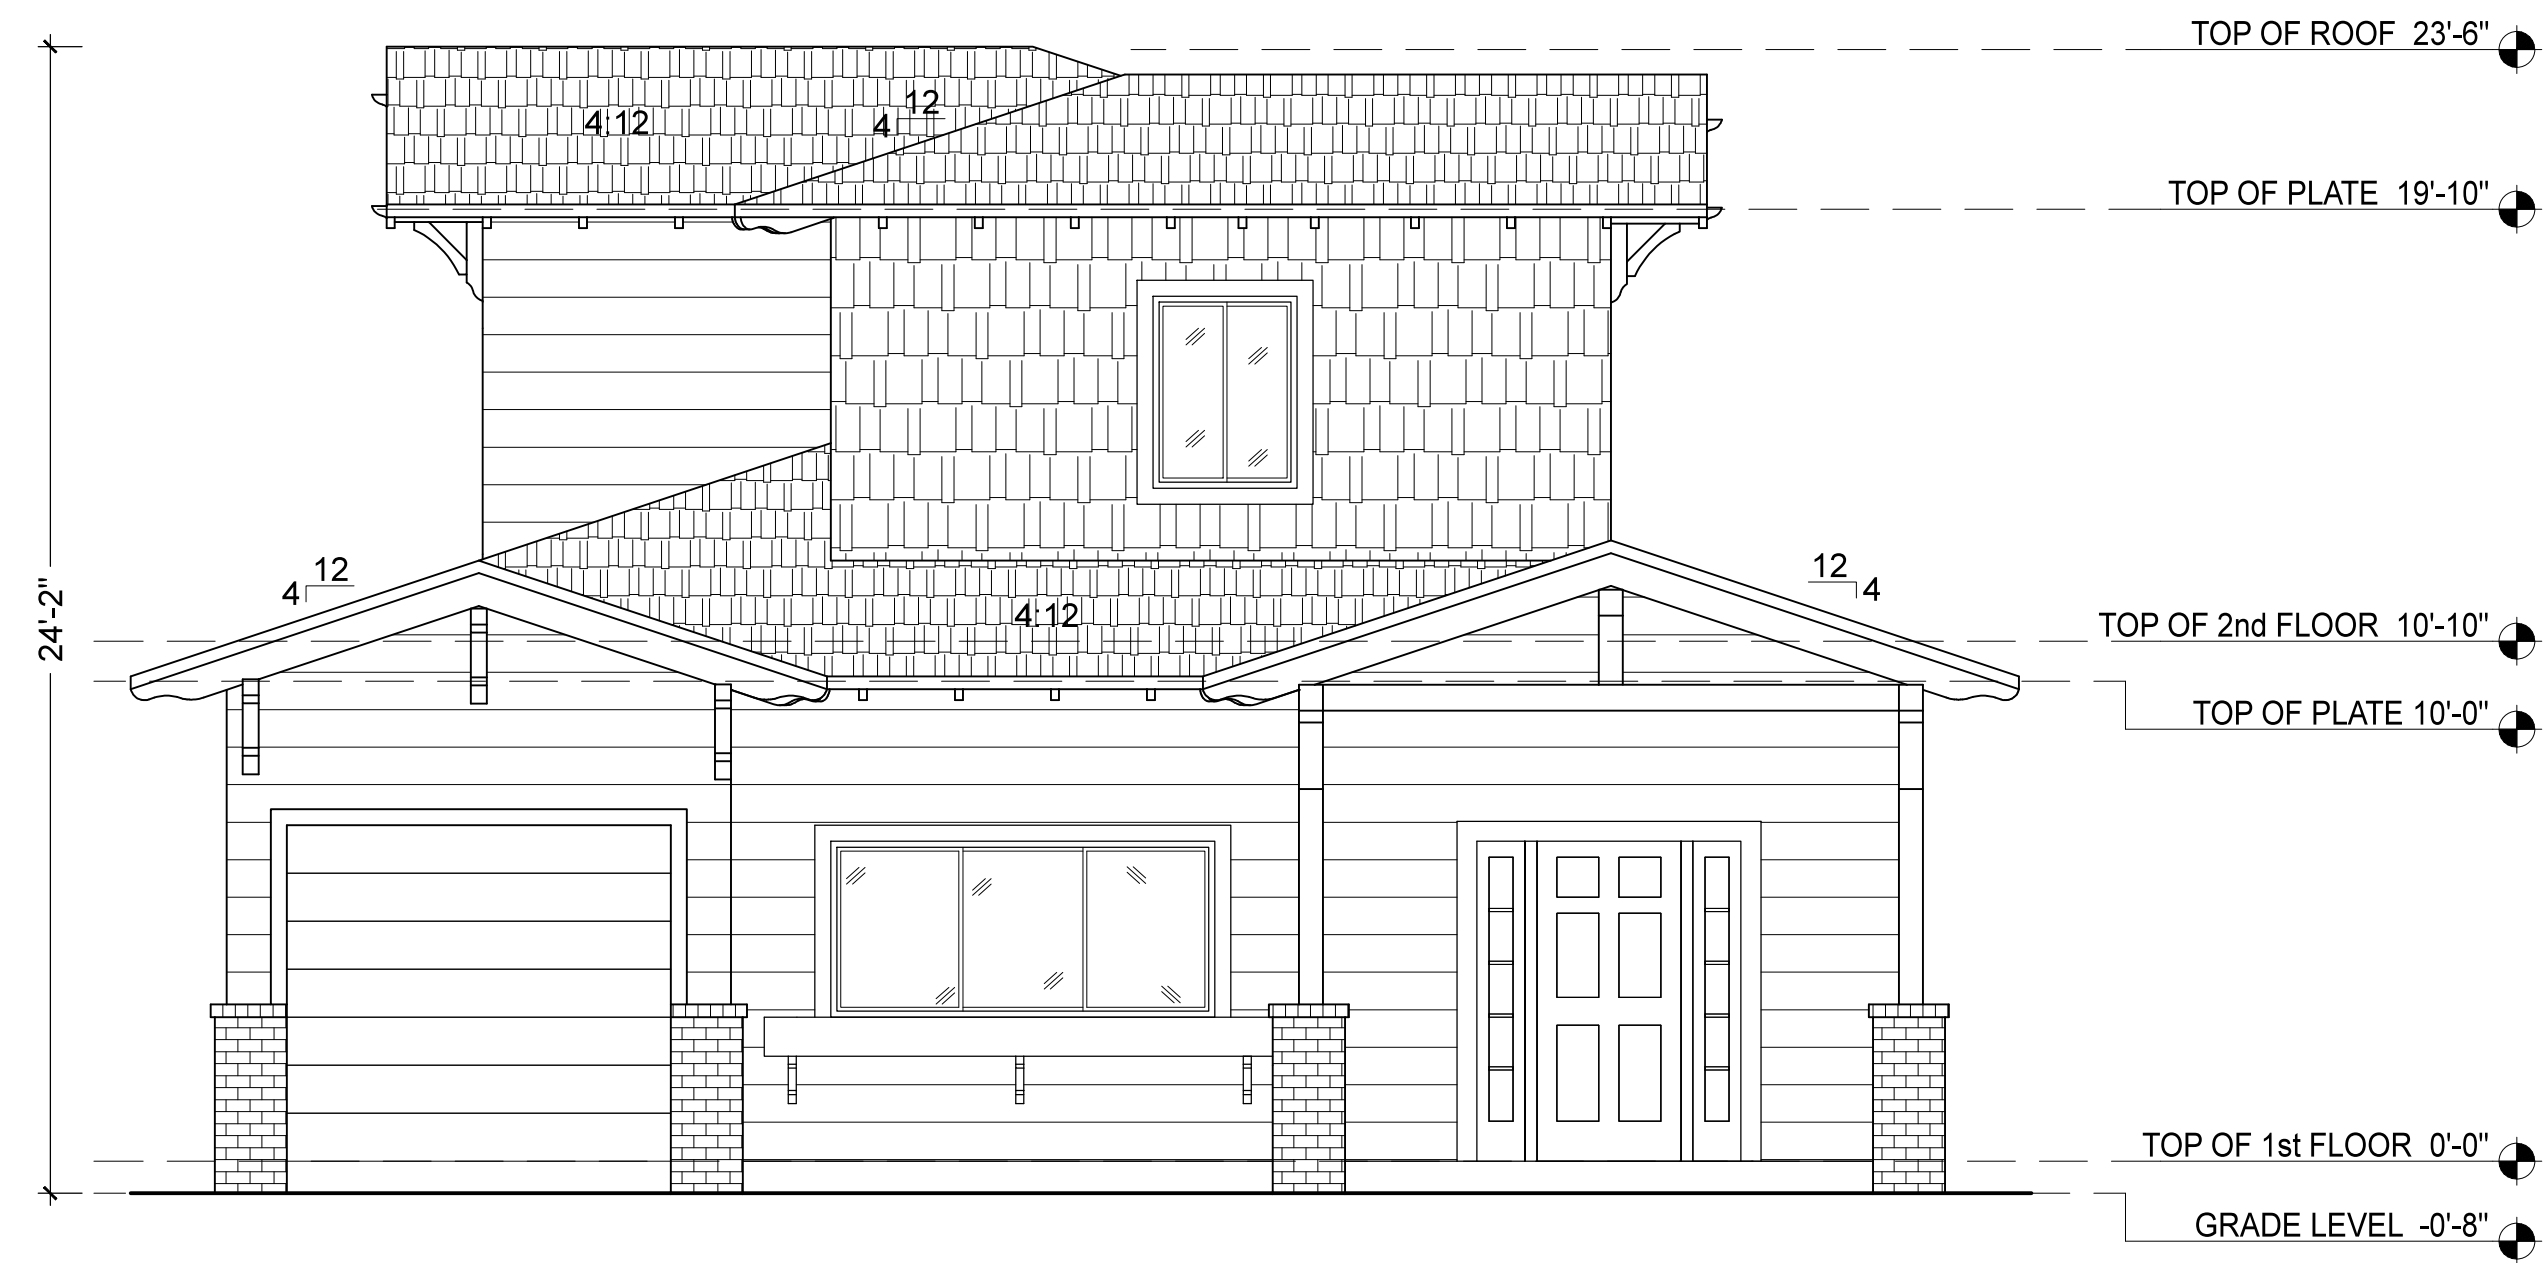 TOP OF ROOF 23'-6"
12
4:12
4
TOP OF PLATE 19'-10"
12
4
12
4
24'-2"
4:12
TOP OF 2nd FLOOR 10'-10"
TOP OF PLATE 10'-0"
TOP OF 1st FLOOR 0'-0"
GRADE LEVEL -0'-8"